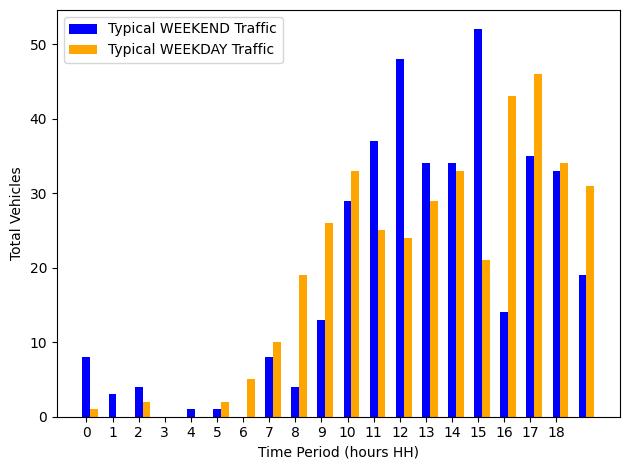 Typical WEEKEND Traffic
Typical WEEKDAY Traffic
50
40
30
20
10
0
Total Vehicles
0 1 2 3 4 5 6 7 8 9 10 11 12 13 14 15 16 17 18
Time Period (hours HH)